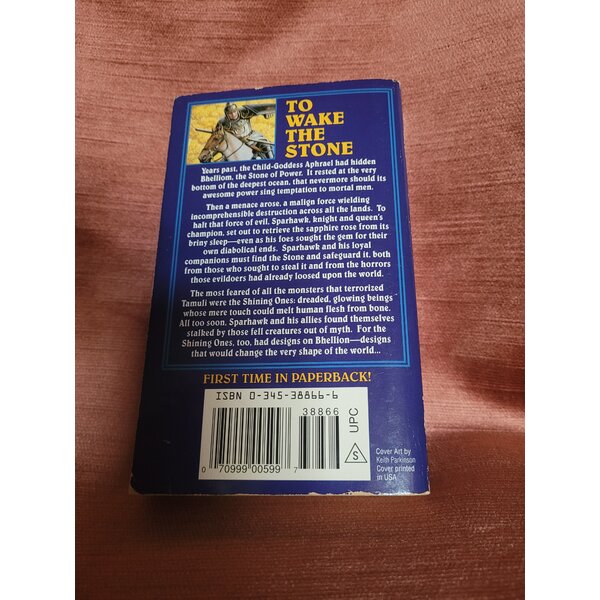 TO
WAKE
THE
STONE
Years past, the Child-Goddess Aphrael had hidden
Bhelliom, the Stone of Power. It rested at the very
bottom of the deepest ocean, that nevermore should its
awesome power sing temptation to mortal men.
Then a menace arose, a malign force wielding
incomprehensible destruction across all the lands. To
halt that force of evil, Sparhawk, knight and queen's
champion, set out to retrieve the sapphire rose from its
briny sleep—even as his foes sought the gem for their
own diabolical ends. Sparhawk and his loyal
companions must find the Stone and safeguard it, both
from those who sought to steal it and from the horrors
those evildoers had already loosed upon the world.
The most feared of all the monsters that terrorized
Tamuli were the Shining Ones: dreaded, glowing beings
whose mere touch could melt human flesh from bone.
All too soon, Sparhawk and his allies found themselves
stalked by those fell creatures out of myth. For the
Shining Ones, too, had designs on Bhellion—designs
that would change the very shape of the world...
FIRST TIME IN PAPERBACK!
ISBN 0-345-38866-6
38866
0 70999 00599 7
S UPC
Cover Art by
Keith Parkinson
Cover printed
in USA